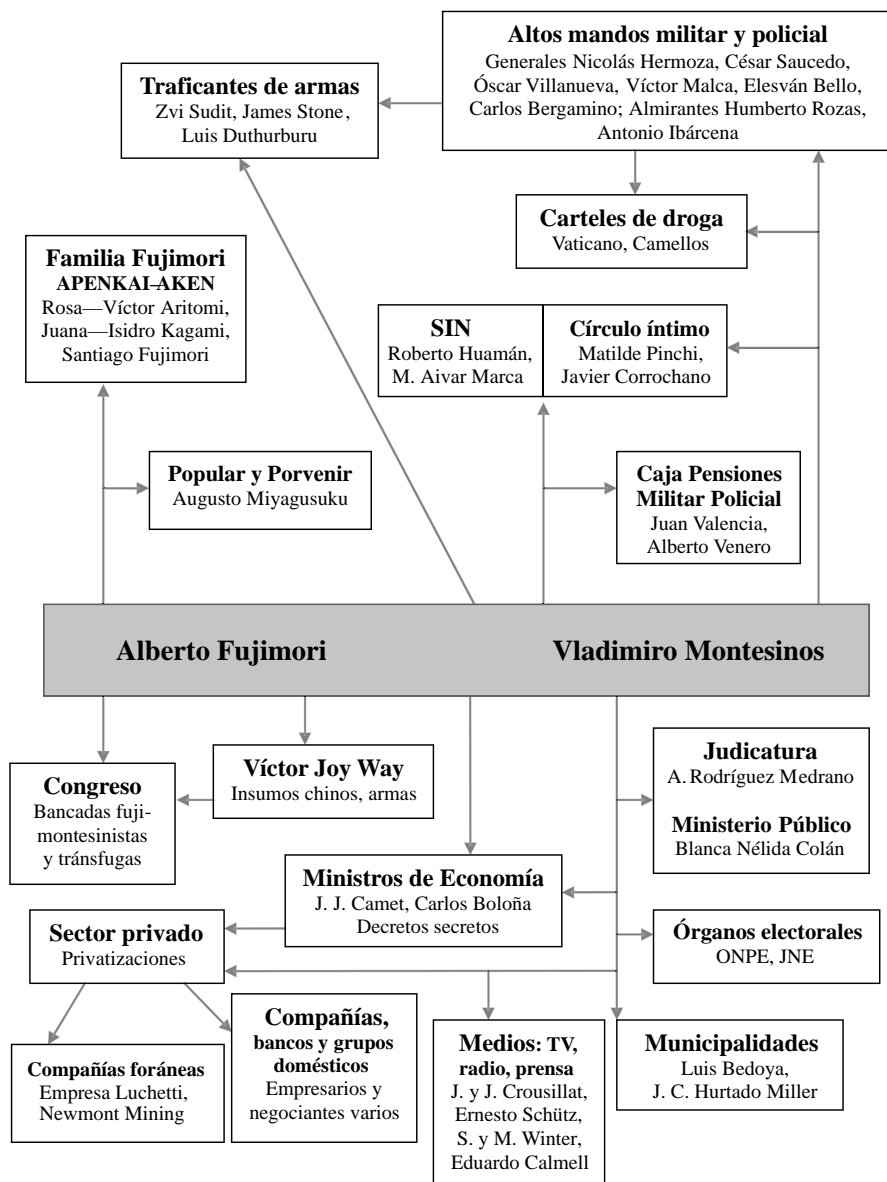 Altos mandos militar y policial
Generales Nicolás Hermoza, César Saucedo,
Óscar Villanueva, Víctor Malca, Elesván Bello,
Carlos Bergamino; Almirantes Humberto Rozas,
Antonio Ibárcena
Traficantes de armas
Zvi Sudit, James Stone,
Luis Duthurburu
Carteles de droga
Vaticano, Camellos
Familia Fujimori
APENKAI-AKEN
Rosa—Víctor Aritomi,
Juana—Isidro Kagami,
Santiago Fujimori
SIN
Roberto Huamán,
M. Aivar Marca
Círculo íntimo
Matilde Pinchi,
Javier Corrochano
Popular y Porvenir
Augusto Miyagusuku
Caja Pensiones
Militar Policial
Juan Valencia,
Alberto Venero
Alberto Fujimori
Vladimiro Montesinos
Congreso
Bancadas fuji-
montesinistas
y tránsfugas
Víctor Joy Way
Insumos chinos, armas
Judicatura
A. Rodríguez Medrano
Ministerio Público
Blanca Nélida Colán
Ministros de Economía
J. J. Camet, Carlos Boloña
Decretos secretos
Sector privado
Privatizaciones
Órganos electorales
ONPE, JNE
Compañías foráneas
Empresa Luchetti,
Newmont Mining
Compañías,
bancos y grupos
domésticos
Empresarios y
negociantes varios
Medios: TV,
radio, prensa
J. y J. Crousillat,
Ernesto Schütz,
S. y M. Winter,
Eduardo Calmell
Municipalidades
Luis Bedoya,
J. C. Hurtado Miller